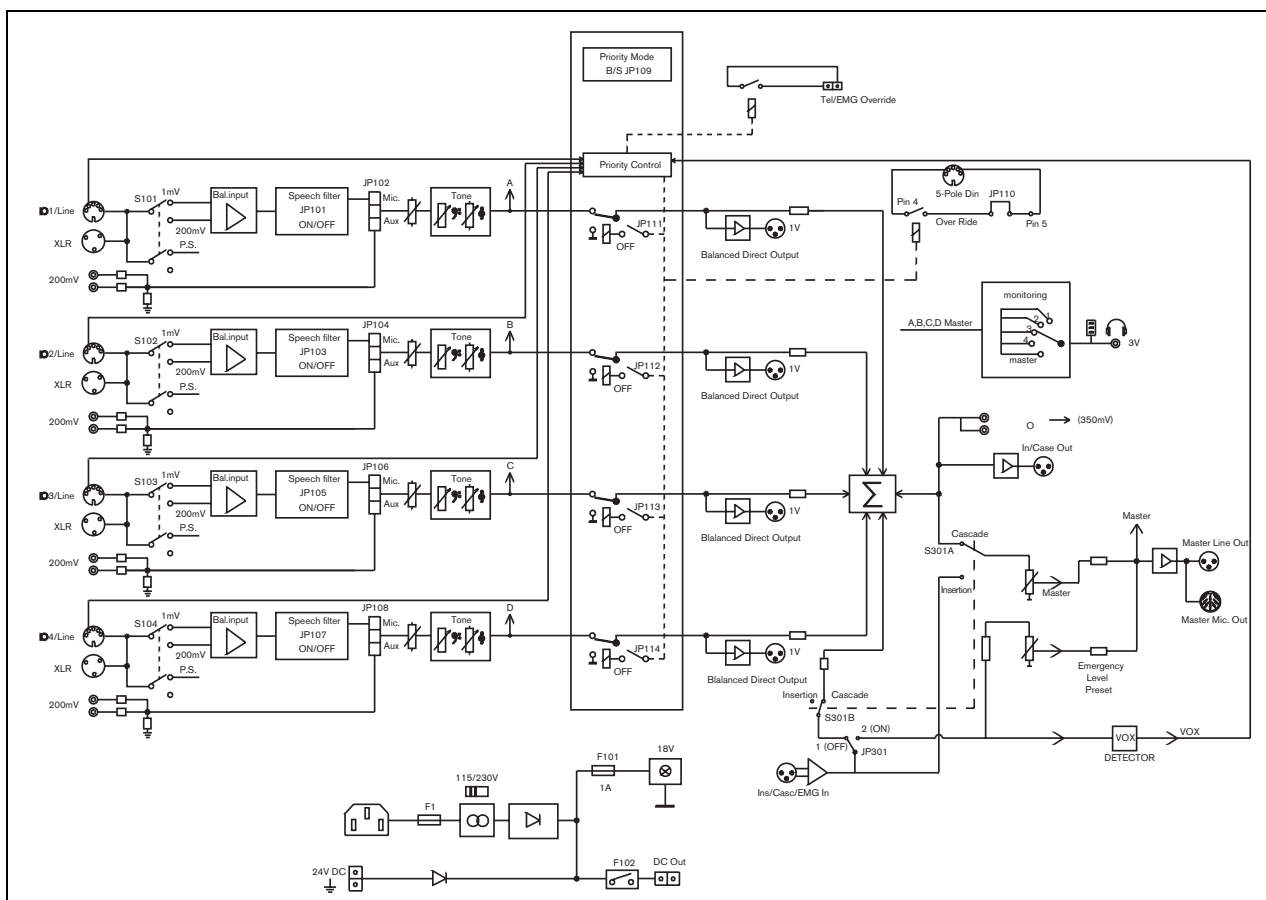 Priority Mode
B/S JP109
Tel/EMG Override
Priority Control
1/Line
S101
1mV
200mV
P.S.
XLR
200mV
Bal.input
Speech filter
JP101
ON/OFF
JP102
Mic.
Aux
Tone
A
JP111
OFF
1V
Balanced Direct Output
5-Pole Din
JP110
Pin 4
Over Ride
Pin 5
2/Line
S102
1mV
200mV
P.S.
XLR
200mV
Bal.input
Speech filter
JP103
ON/OFF
JP104
Mic.
Aux
Tone
B
JP112
OFF
1V
Balanced Direct Output
monitoring
1
2
3
4
master
A,B,C,D Master
3V
O
(350mV)
In/Case Out
3/Line
S103
1mV
200mV
P.S.
XLR
200mV
Bal.input
Speech filter
JP105
ON/OFF
JP106
Mic.
Aux
Tone
C
JP113
OFF
1V
Blalanced Direct Output
Σ
Cascade
S301A
Insertion
Master
Master
Master Line Out
Master Mic. Out
4/Line
S104
1mV
200mV
P.S.
XLR
200mV
Bal.input
Speech filter
JP107
ON/OFF
JP108
Mic.
Aux
Tone
D
JP114
OFF
1V
Blalanced Direct Output
Emergency
Level
Preset
Insertion
Cascade
S301B
2 (ON)
1 (OFF)
JP301
VOX
VOX
DETECTOR
Ins/Casc/EMG In
F101
1A
18V
115/230V
F1
24V DC
F102
DC Out